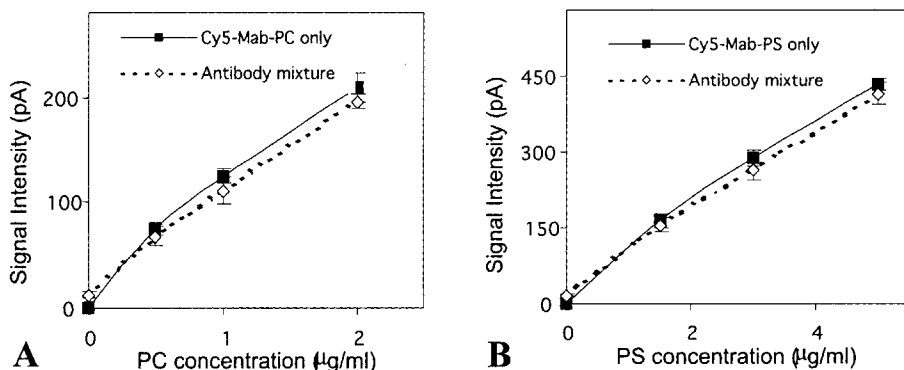 Cy5-Mab-PC only
Antibody mixture
Signal Intensity (pA)
200
100
0
0 1 2
A
PC concentration (µg/ml)
Cy5-Mab-PS only
Antibody mixture
Signal Intensity (pA)
450
300
150
0
0 2 4
B
PS concentration (µg/ml)